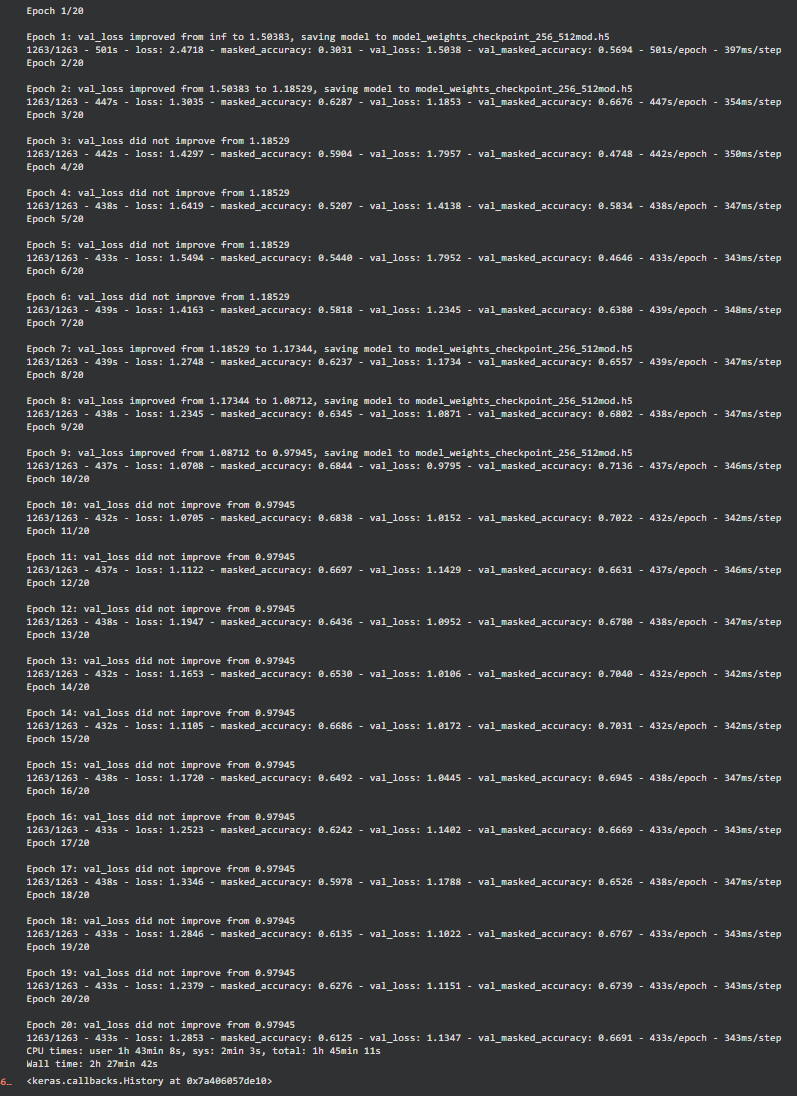 Epoch 1/20
Epoch 1: val_loss improved from inf to 1.50383, saving model to model_weights_checkpoint_256_512mod.h5
1263/1263 - 501s - loss: 2.4718 - masked_accuracy: 0.3031 - val_loss: 1.5038 - val_masked_accuracy: 0.5694 - 501s/epoch - 397ms/step
Epoch 2/20
Epoch 2: val_loss improved from 1.50383 to 1.18529, saving model to model_weights_checkpoint_256_512mod.h5
1263/1263 - 447s - loss: 1.3035 - masked_accuracy: 0.6287 - val_loss: 1.1853 - val_masked_accuracy: 0.6676 - 447s/epoch - 354ms/step
Epoch 3/20
Epoch 3: val_loss did not improve from 1.18529
1263/1263 - 442s - loss: 1.4297 - masked_accuracy: 0.5904 - val_loss: 1.7957 - val_masked_accuracy: 0.4748 - 442s/epoch - 350ms/step
Epoch 4/20
Epoch 4: val_loss did not improve from 1.18529
1263/1263 - 438s - loss: 1.6419 - masked_accuracy: 0.5207 - val_loss: 1.4138 - val_masked_accuracy: 0.5834 - 438s/epoch - 347ms/step
Epoch 5/20
Epoch 5: val_loss did not improve from 1.18529
1263/1263 - 433s - loss: 1.5494 - masked_accuracy: 0.5440 - val_loss: 1.7952 - val_masked_accuracy: 0.4646 - 433s/epoch - 343ms/step
Epoch 6/20
Epoch 6: val_loss did not improve from 1.18529
1263/1263 - 439s - loss: 1.4163 - masked_accuracy: 0.5818 - val_loss: 1.2345 - val_masked_accuracy: 0.6380 - 439s/epoch - 348ms/step
Epoch 7/20
Epoch 7: val_loss improved from 1.18529 to 1.17344, saving model to model_weights_checkpoint_256_512mod.h5
1263/1263 - 439s - loss: 1.2748 - masked_accuracy: 0.6237 - val_loss: 1.1734 - val_masked_accuracy: 0.6557 - 439s/epoch - 347ms/step
Epoch 8/20
Epoch 8: val_loss improved from 1.17344 to 1.08712, saving model to model_weights_checkpoint_256_512mod.h5
1263/1263 - 438s - loss: 1.2345 - masked_accuracy: 0.6345 - val_loss: 1.0871 - val_masked_accuracy: 0.6802 - 438s/epoch - 347ms/step
Epoch 9/20
Epoch 9: val_loss improved from 1.08712 to 0.97945, saving model to model_weights_checkpoint_256_512mod.h5
1263/1263 - 437s - loss: 1.0708 - masked_accuracy: 0.6844 - val_loss: 0.9795 - val_masked_accuracy: 0.7136 - 437s/epoch - 346ms/step
Epoch 10/20
Epoch 10: val_loss did not improve from 0.97945
1263/1263 - 432s - loss: 1.0705 - masked_accuracy: 0.6838 - val_loss: 1.0152 - val_masked_accuracy: 0.7022 - 432s/epoch - 342ms/step
Epoch 11/20
Epoch 11: val_loss did not improve from 0.97945
1263/1263 - 437s - loss: 1.1122 - masked_accuracy: 0.6697 - val_loss: 1.1429 - val_masked_accuracy: 0.6631 - 437s/epoch - 346ms/step
Epoch 12/20
Epoch 12: val_loss did not improve from 0.97945
1263/1263 - 438s - loss: 1.1947 - masked_accuracy: 0.6436 - val_loss: 1.0952 - val_masked_accuracy: 0.6780 - 438s/epoch - 347ms/step
Epoch 13/20
Epoch 13: val_loss did not improve from 0.97945
1263/1263 - 432s - loss: 1.1653 - masked_accuracy: 0.6530 - val_loss: 1.0106 - val_masked_accuracy: 0.7040 - 432s/epoch - 342ms/step
Epoch 14/20
Epoch 14: val_loss did not improve from 0.97945
1263/1263 - 432s - loss: 1.1105 - masked_accuracy: 0.6686 - val_loss: 1.0172 - val_masked_accuracy: 0.7031 - 432s/epoch - 342ms/step
Epoch 15/20
Epoch 15: val_loss did not improve from 0.97945
1263/1263 - 438s - loss: 1.1720 - masked_accuracy: 0.6492 - val_loss: 1.0445 - val_masked_accuracy: 0.6945 - 438s/epoch - 347ms/step
Epoch 16/20
Epoch 16: val_loss did not improve from 0.97945
1263/1263 - 433s - loss: 1.2523 - masked_accuracy: 0.6242 - val_loss: 1.1402 - val_masked_accuracy: 0.6669 - 433s/epoch - 343ms/step
Epoch 17/20
Epoch 17: val_loss did not improve from 0.97945
1263/1263 - 438s - loss: 1.3346 - masked_accuracy: 0.5978 - val_loss: 1.1788 - val_masked_accuracy: 0.6526 - 438s/epoch - 347ms/step
Epoch 18/20
Epoch 18: val_loss did not improve from 0.97945
1263/1263 - 433s - loss: 1.2846 - masked_accuracy: 0.6135 - val_loss: 1.1022 - val_masked_accuracy: 0.6767 - 433s/epoch - 343ms/step
Epoch 19/20
Epoch 19: val_loss did not improve from 0.97945
1263/1263 - 433s - loss: 1.2379 - masked_accuracy: 0.6276 - val_loss: 1.1151 - val_masked_accuracy: 0.6739 - 433s/epoch - 343ms/step
Epoch 20/20
Epoch 20: val_loss did not improve from 0.97945
1263/1263 - 433s - loss: 1.2853 - masked_accuracy: 0.6125 - val_loss: 1.1347 - val_masked_accuracy: 0.6691 - 433s/epoch - 343ms/step
CPU times: user 1h 43min 8s, sys: 2min 3s, total: 1h 45min 11s
Wall time: 2h 27min 42s
6… <keras.callbacks.History at 0x7a406057de10>